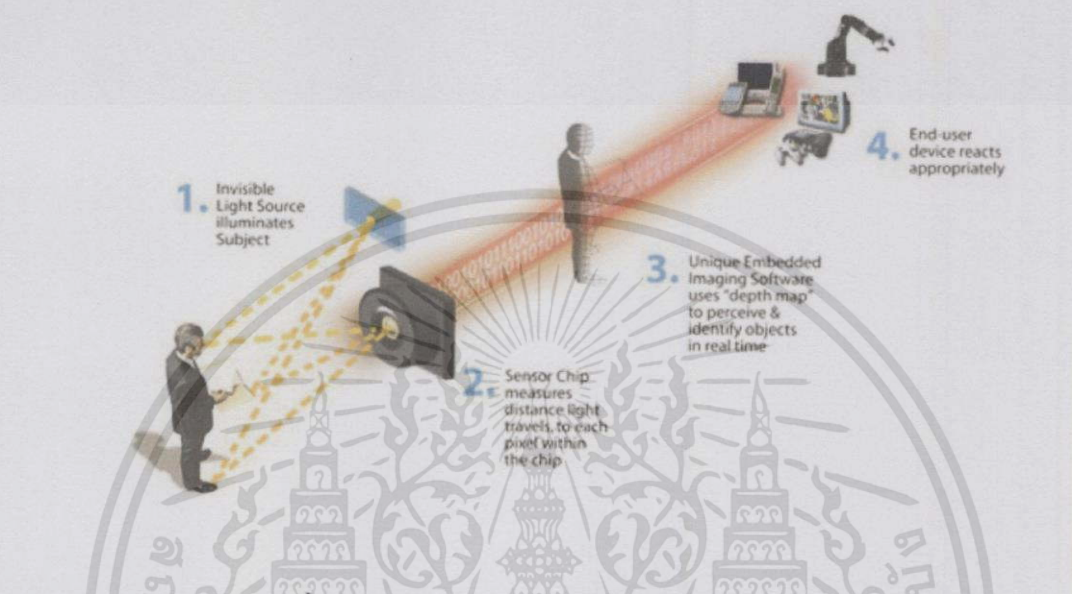 1. Invisible
Light Source
illuminates
Subject
2. Sensor Chip
measures
distance light
travels, to each
pixel within
the chip
3. Unique Embedded
Imaging Software
uses "depth map"
to perceive &
identify objects
in real time
4. End-user
device reacts
appropriately